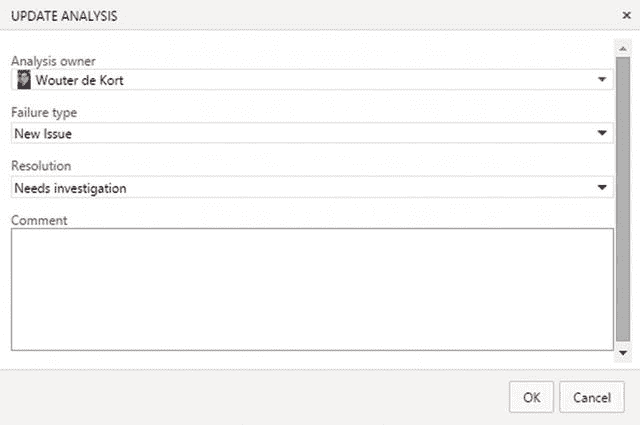 UPDATE ANALYSIS
Analysis owner
Wouter de Kort
Failure type
New Issue
Resolution
Needs investigation
Comment
OK Cancel